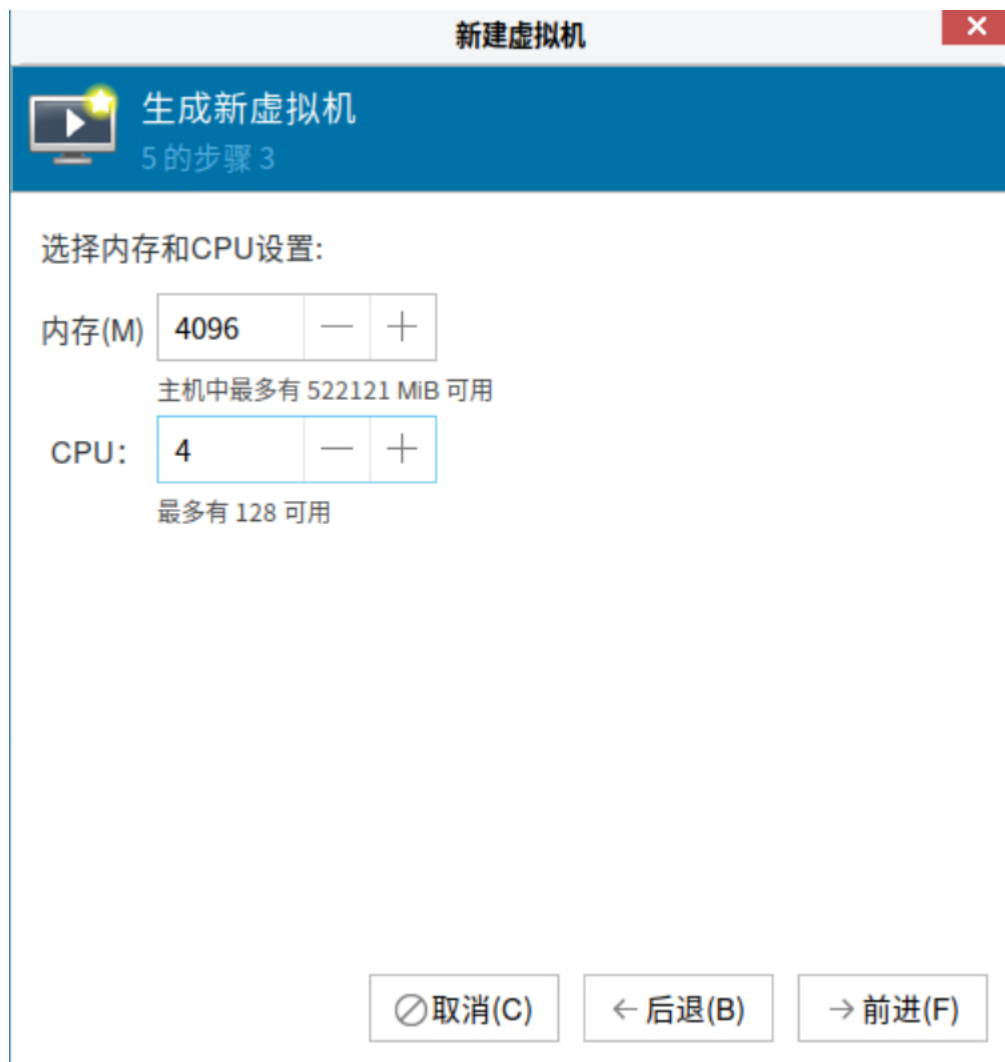 新建虚拟机
生成新虚拟机
5 的步骤 3
选择内存和CPU设置:
内存(M) 4096
主机中最多有 522121 MiB 可用
CPU： 4
最多有 128 可用
取消(C) 后退(B) 前进(F)